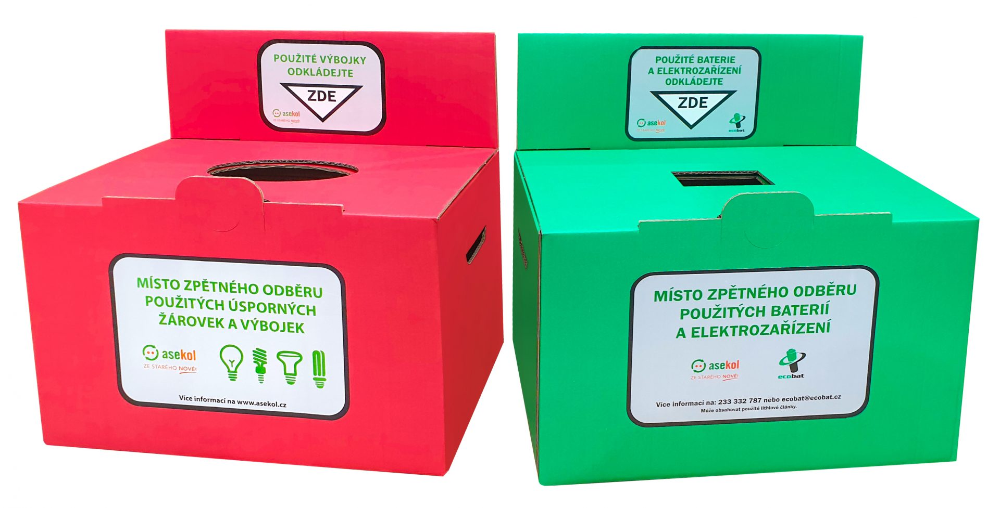 POUŽITÉ VÝBOJKY
ODKLÁDEJTE
ZDE
asekol
ZE STARÉHO NOVÉ!
MÍSTO ZPĚTNÉHO ODBĚRU
POUŽITÝCH ÚSPORNÝCH
ŽÁROVEK A VÝBOJEK
asekol
ZE STARÉHO NOVÉ!
Více informací na www.asekol.cz
POUŽITÉ BATERIE
A ELEKTROZAŘÍZENÍ
ODKLÁDEJTE
ZDE
asekol
ZE STARÉHO NOVÉ!
ecobat
MÍSTO ZPĚTNÉHO ODBĚRU
POUŽITÝCH BATERIÍ
A ELEKTROZAŘÍZENÍ
asekol
ZE STARÉHO NOVÉ!
ecobat
Více informací na: 233 332 787 nebo ecobat@ecobat.cz
Může obsahovat použité lithiové články.